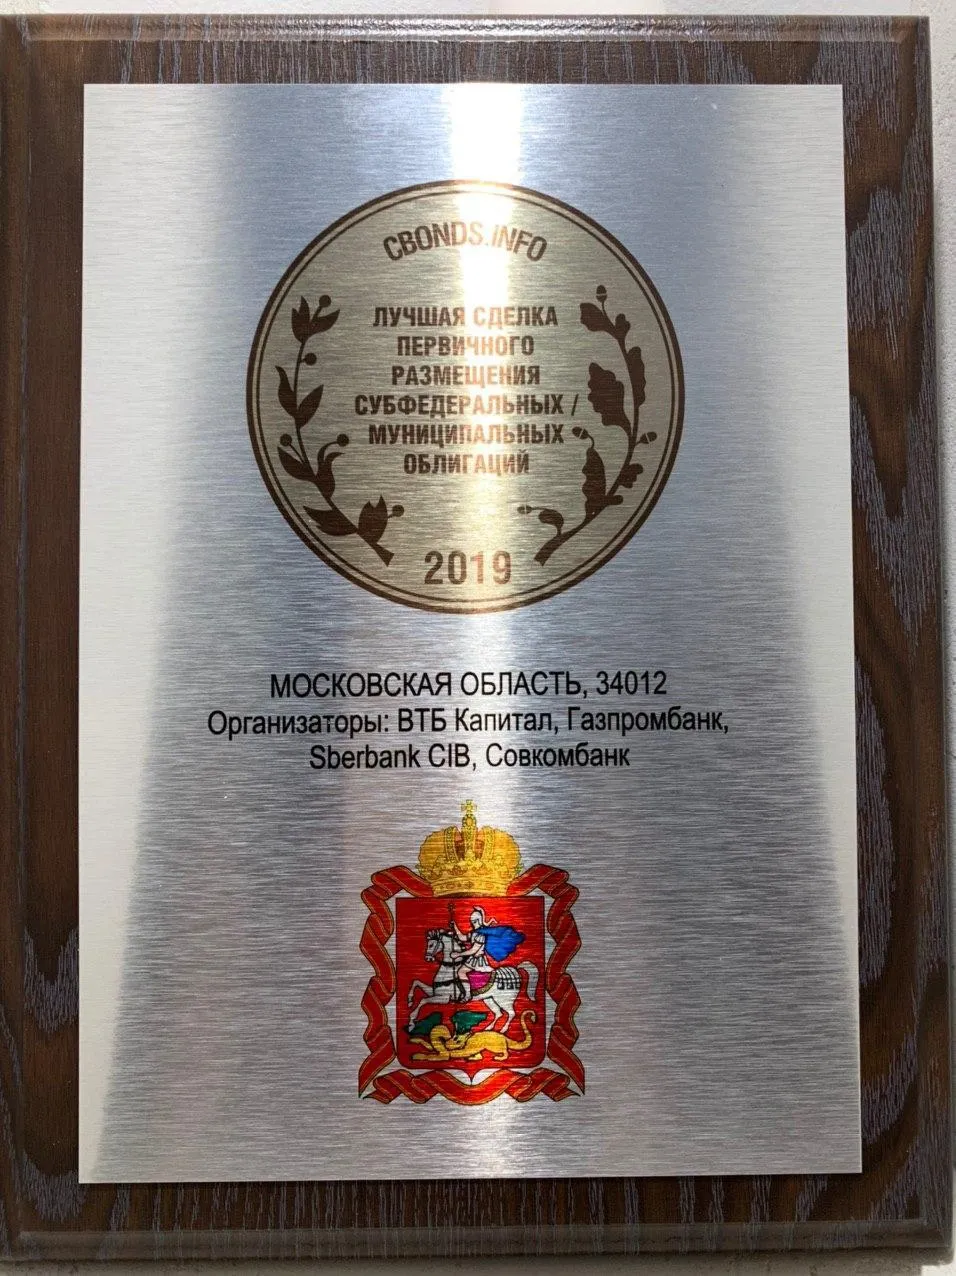 CBONDS.INFO
ЛУЧШАЯ СДЕЛКА
ПЕРВИЧНОГО
РАЗМЕЩЕНИЯ
СУБФЕДЕРАЛЬНЫХ /
МУНИЦИПАЛЬНЫХ
ОБЛИГАЦИЙ
2019
МОСКОВСКАЯ ОБЛАСТЬ, 34012
Организаторы: ВТБ Капитал, Газпромбанк,
Sberbank CIB, Совкомбанк